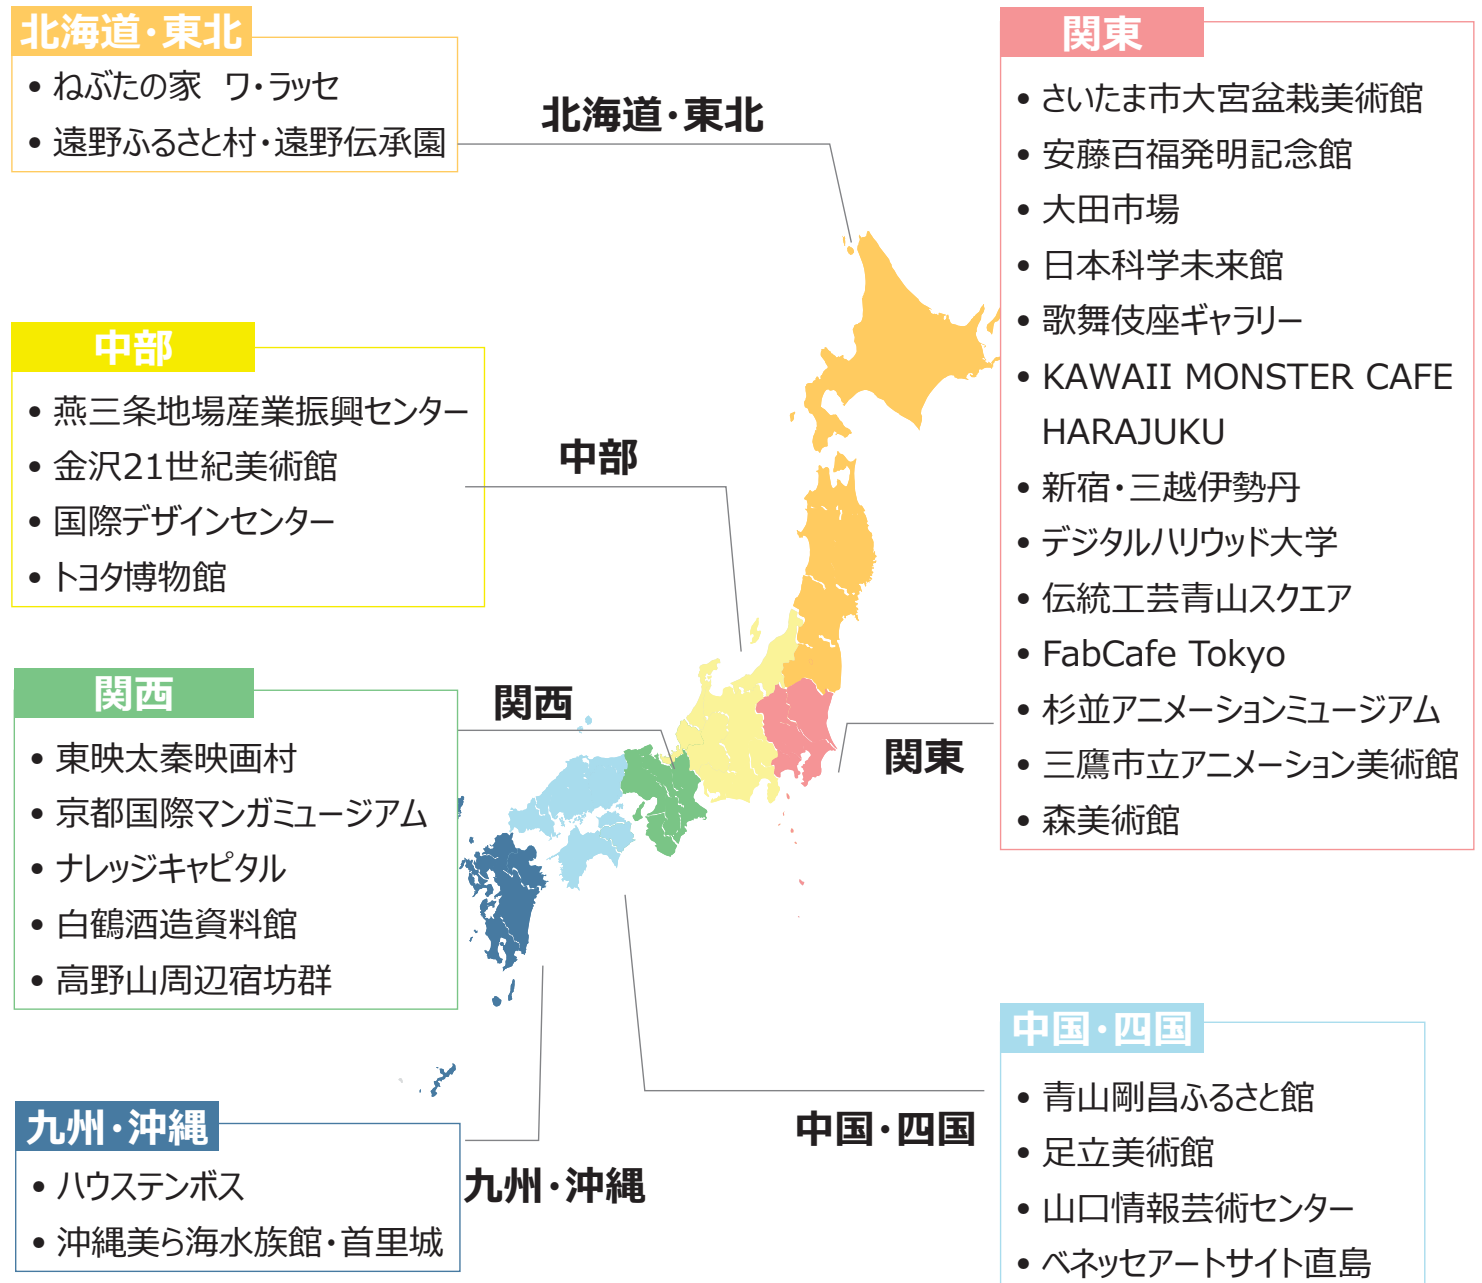 北海道・東北
• ねぶたの家　ワ・ラッセ
• 遠野ふるさと村・遠野伝承園
北海道・東北
中部
• 燕三条地場産業振興センター
• 金沢21世紀美術館
• 国際デザインセンター
• トヨタ博物館
中部
関西
• 東映太秦映画村
• 京都国際マンガミュージアム
• ナレッジキャピタル
• 白鶴酒造資料館
• 高野山周辺宿坊群
関西
九州・沖縄
• ハウステンボス
• 沖縄美ら海水族館・首里城
九州・沖縄
関東
• さいたま市大宮盆栽美術館
• 安藤百福発明記念館
• 大田市場
• 日本科学未来館
• 歌舞伎座ギャラリー
• KAWAII MONSTER CAFE
HARAJUKU
• 新宿・三越伊勢丹
• デジタルハリウッド大学
• 伝統工芸青山スクエア
• FabCafe Tokyo
• 杉並アニメーションミュージアム
• 三鷹市立アニメーション美術館
• 森美術館
関東
中国・四国
• 青山剛昌ふるさと館
• 足立美術館
• 山口情報芸術センター
• ベネッセアートサイト直島
中国・四国